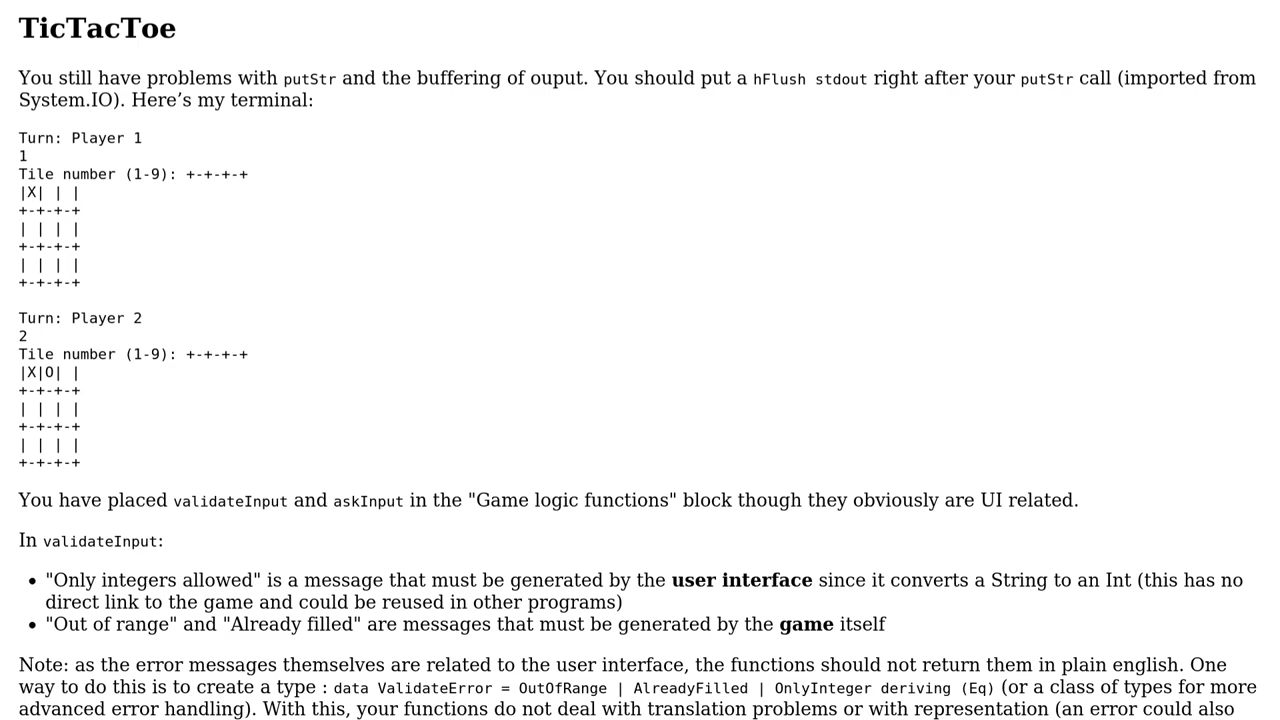 TicTacToe
You still have problems with putStr and the buffering of ouput. You should put a hFlush stdout right after your putStr call (imported from
System.IO). Here’s my terminal:
Turn: Player 1
1
Tile number (1-9): +-+-+-+
|X| | |
+-+-+-+
| | | |
+-+-+-+
| | | |
+-+-+-+
Turn: Player 2
2
Tile number (1-9): +-+-+-+
|X|O| |
+-+-+-+
| | | |
+-+-+-+
| | | |
+-+-+-+
You have placed validateInput and askInput in the "Game logic functions" block though they obviously are UI related.
In validateInput:
• "Only integers allowed" is a message that must be generated by the user interface since it converts a String to an Int (this has no
direct link to the game and could be reused in other programs)
• "Out of range" and "Already filled" are messages that must be generated by the game itself
Note: as the error messages themselves are related to the user interface, the functions should not return them in plain english. One
way to do this is to create a type : data ValidateError = OutOfRange | AlreadyFilled | OnlyInteger deriving (Eq) (or a class of types for more
advanced error handling). With this, your functions do not deal with translation problems or with representation (an error could also